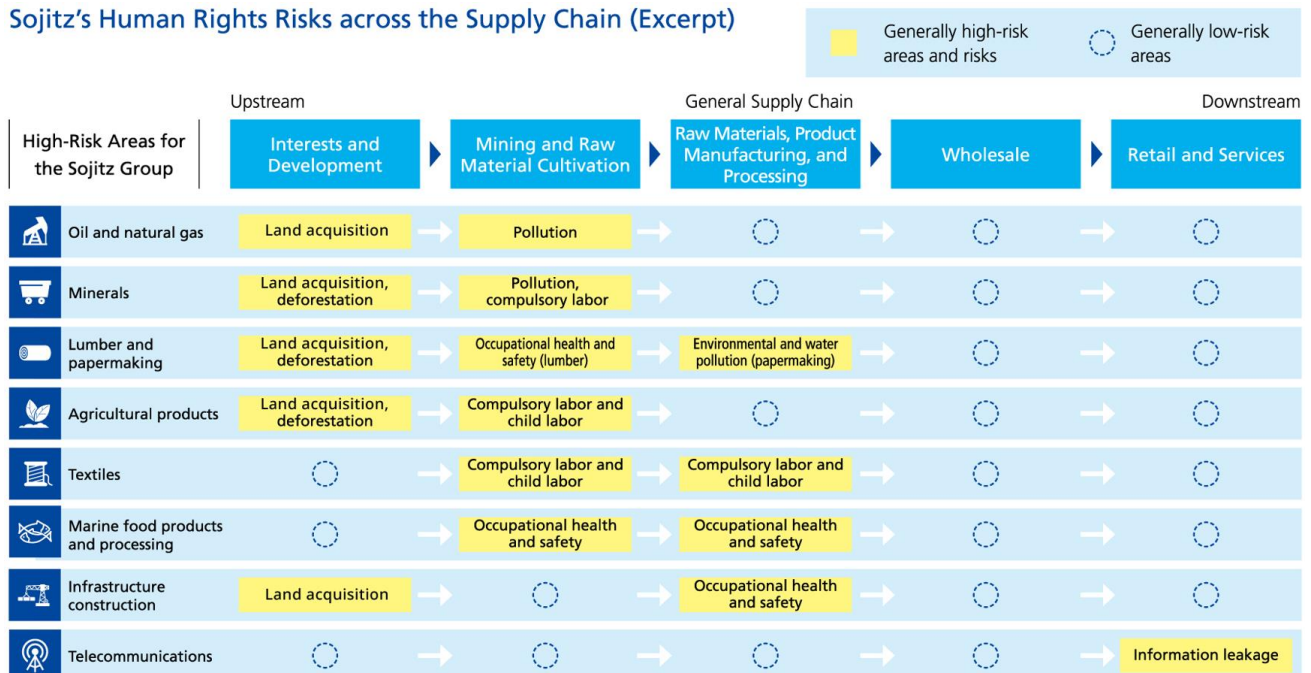 Sojitz's Human Rights Risks across the Supply Chain (Excerpt)
Generally high-risk
areas and risks
Generally low-risk
areas
Upstream
General Supply Chain
Downstream
High-Risk Areas for
the Sojitz Group
Interests and
Development
Mining and Raw
Material Cultivation
Raw Materials, Product
Manufacturing, and
Processing
Wholesale
Retail and Services
Oil and natural gas
Land acquisition
Pollution
Minerals
Land acquisition,
deforestation
Pollution,
compulsory labor
Lumber and
papermaking
Land acquisition,
deforestation
Occupational health and
safety (lumber)
Environmental and water
pollution (papermaking)
Agricultural products
Land acquisition,
deforestation
Compulsory labor and
child labor
Textiles
Compulsory labor and
child labor
Compulsory labor and
child labor
Marine food products
and processing
Occupational health
and safety
Occupational health
and safety
Infrastructure
construction
Land acquisition
Occupational health
and safety
Telecommunications
Information leakage